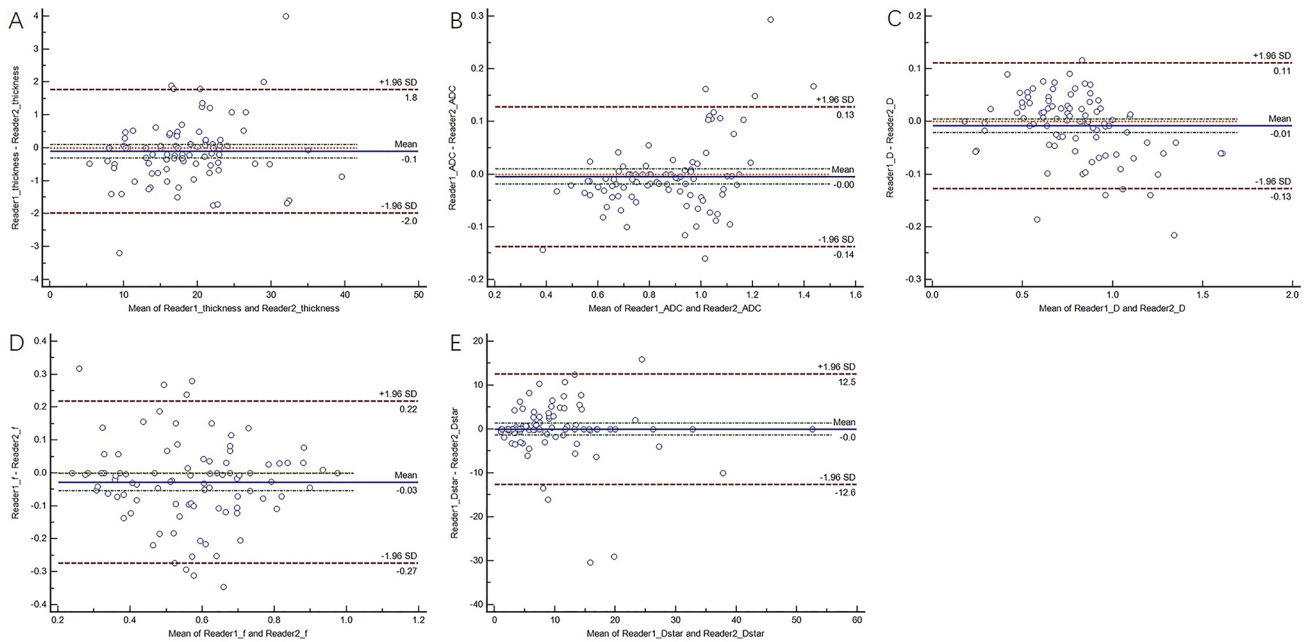 A
4
3
2
1
0
-1
-2
-3
-4
Reader1_thickness - Reader2_thickness
+1.96 SD
1.8
Mean
-0.1
-1.96 SD
-2.0
0 10 20 30 40 50
Mean of Reader1_thickness and Reader2_thickness
B
0.3
0.2
0.1
0.0
-0.1
-0.2
Reader1_ADC - Reader2_ADC
+1.96 SD
0.13
Mean
-0.00
-1.96 SD
-0.14
0.2 0.4 0.6 0.8 1.0 1.2 1.4 1.6
Mean of Reader1_ADC and Reader2_ADC
C
0.2
0.1
0.0
-0.1
-0.2
-0.3
Reader1_D - Reader2_D
+1.96 SD
0.11
Mean
-0.01
-1.96 SD
-0.13
0.0 0.5 1.0 1.5 2.0
Mean of Reader1_D and Reader2_D
D
0.4
0.3
0.2
0.1
0.0
-0.1
-0.2
-0.3
-0.4
Reader1_f - Reader2_f
+1.96 SD
0.22
Mean
-0.03
-1.96 SD
-0.27
0.2 0.4 0.6 0.8 1.0 1.2
Mean of Reader1_f and Reader2_f
E
20
10
0
-10
-20
-30
-40
Reader1_Dstar - Reader2_Dstar
+1.96 SD
12.5
Mean
-0.0
-1.96 SD
-12.6
0 10 20 30 40 50 60
Mean of Reader1_Dstar and Reader2_Dstar